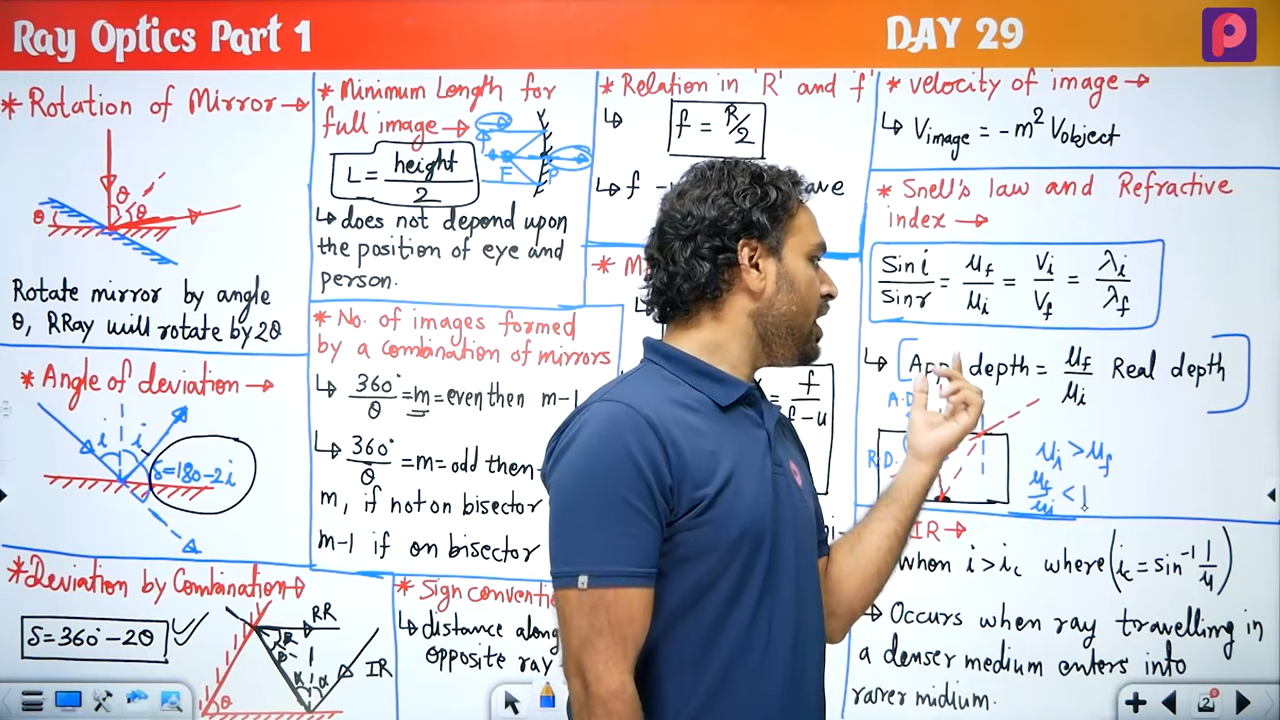 Ray Optics Part 1
DAY 29
* Rotation of Mirror →
θ
θ
θ
Rotate mirror by angle
θ, RRay will rotate by 2θ
* Angle of deviation →
i i
δ=180-2i
* Deviation by Combination →
δ=360°-2θ
RR
IR
θ
α α
* Minimum Length for
full image →
L = height/2
F P
↳ does not depend upon
the position of eye and
person.
* No. of images formed
by a combination of mirrors
↳ 360°/θ = m = even then m-1
↳ 360°/θ = m = odd then
m, if not on bisector
m-1 if on bisector
* Sign conventi
↳ distance along
opposite ray
* Relation in 'R' and f'
↳ f = R/2
↳ f
ave
* M
= f/f-u
* velocity of image →
↳ Vimage = -m² Vobject
* Snell's law and Refractive
index →
Sin i/Sin r = μf/μi = Vi/Vf = λi/λf
↳ App depth = μf/μi Real depth
A.D
R.D.
μi > μf
μf/μi < 1
IR →
when i > ic where (ic = sin⁻¹ 1/μ)
↳ Occurs when ray travelling in
a denser medium enters into
rarer midium.
2